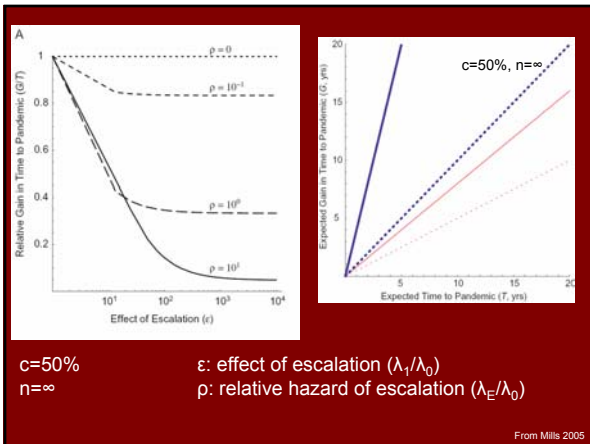 A
Relative Gain in Time to Pandemic (G/T)
1
0.8
0.6
0.4
0.2
ρ = 0
ρ = 10⁻¹
ρ = 10⁰
ρ = 10¹
10¹
10²
10³
10⁴
Effect of Escalation (ε)
Expected Gain in Time to Pandemic (G, yrs)
20
15
10
5
c=50%, n=∞
5
10
15
20
Expected Time to Pandemic (T, yrs)
c=50% ε: effect of escalation (λ₁/λ₀)
n=∞ ρ: relative hazard of escalation (λ_E/λ₀)
From Mills 2005